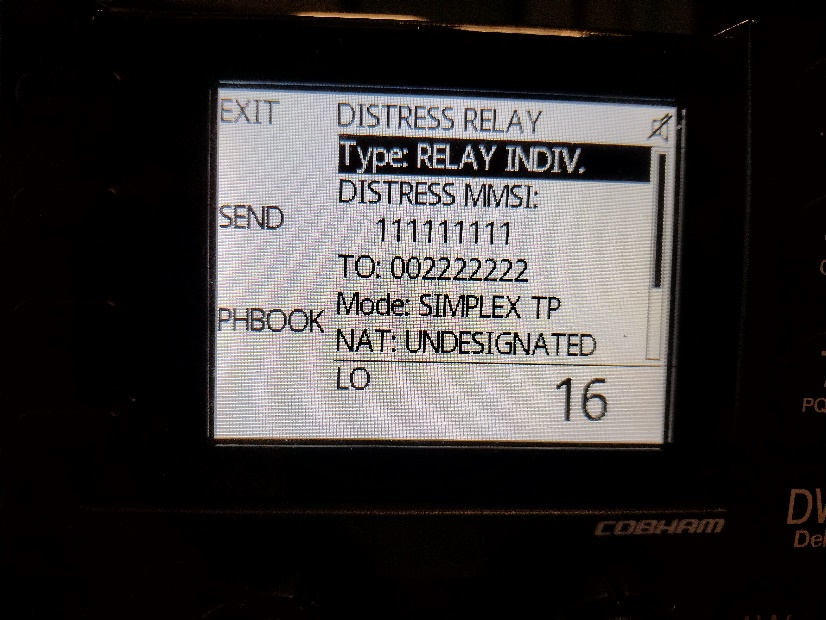 EXIT
DISTRESS RELAY
Type: RELAY INDIV.
DISTRESS MMSI:
SEND
111111111
TO: 002222222
Mode: SIMPLEX TP
PHBOOK
NAT: UNDESIGNATED
LO
16
COBHAM